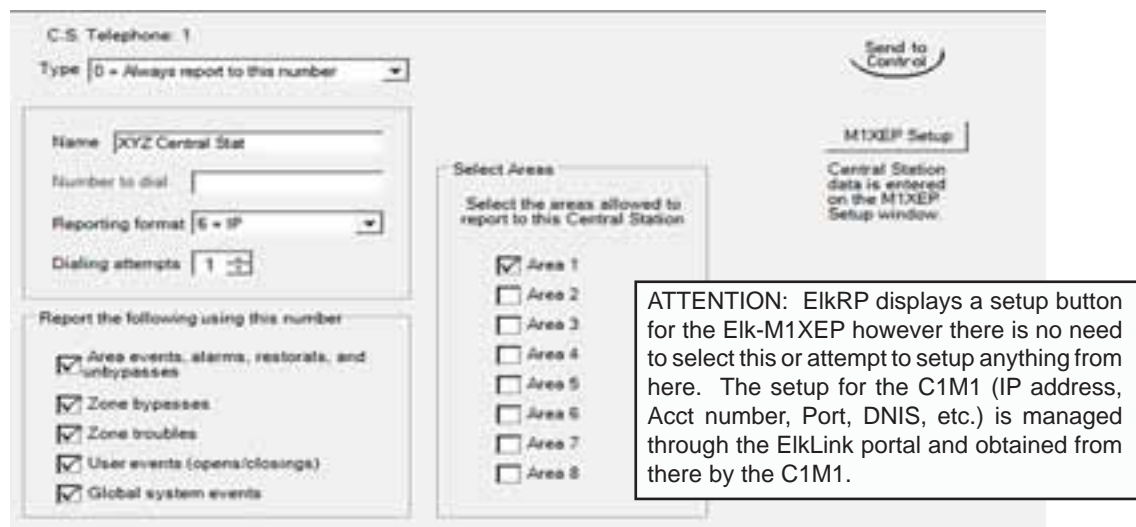 C.S. Telephone: 1
Type 0 = Always report to this number
Send to
Control
Name XYZ Central Stat
Number to dial
Reporting format 6 = IP
Dialing attempts 1
M1XEP Setup
Central Station
data is entered
on the M1XEP
Setup window.
Report the following using this number
Area events, alarms, restorals, and
unbypasses
Zone bypasses
Zone troubles
User events (opens/closings)
Global system events
Select Areas
Select the areas allowed to
report to this Central Station
Area 1
Area 2
Area 3
Area 4
Area 5
Area 6
Area 7
Area 8
ATTENTION: ElkRP displays a setup button
for the Elk-M1XEP however there is no need
to select this or attempt to setup anything from
here. The setup for the C1M1 (IP address,
Acct number, Port, DNIS, etc.) is managed
through the ElkLink portal and obtained from
there by the C1M1.